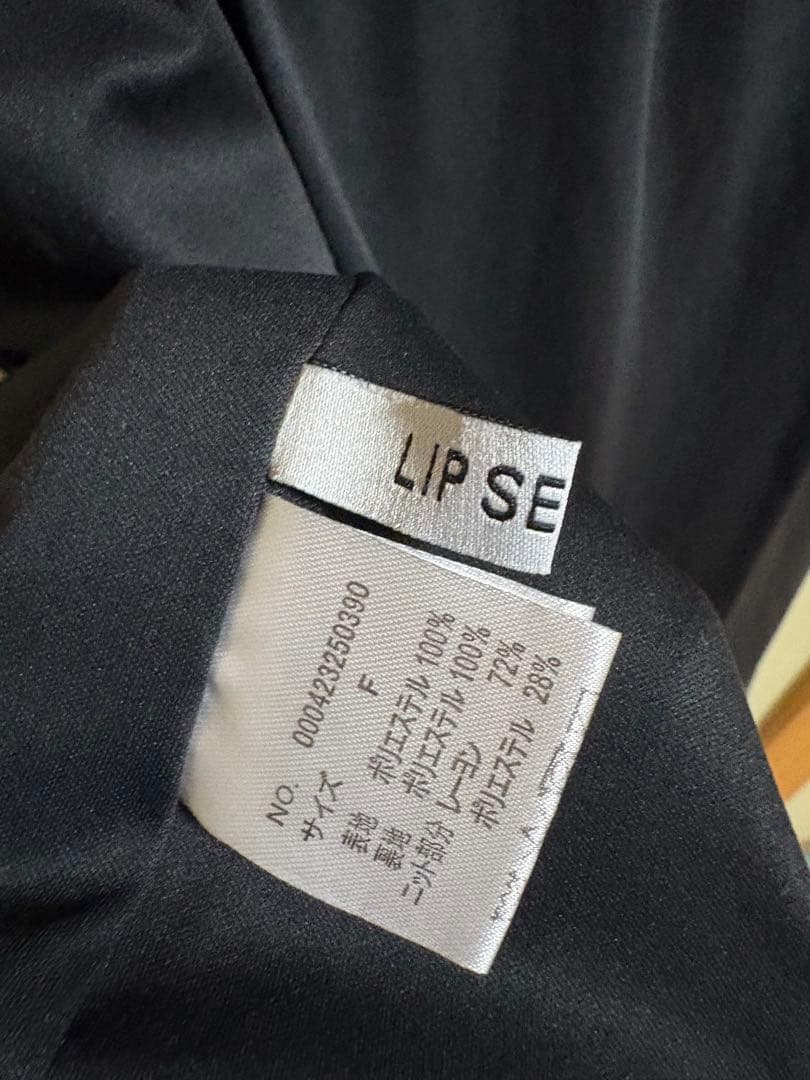 LIP SE
NO. 000423250390
サイズ F
表地 ポリエステル 100%
裏地 ポリエステル 100%
ニット部分 レーヨン 72%
ポリエステル 28%